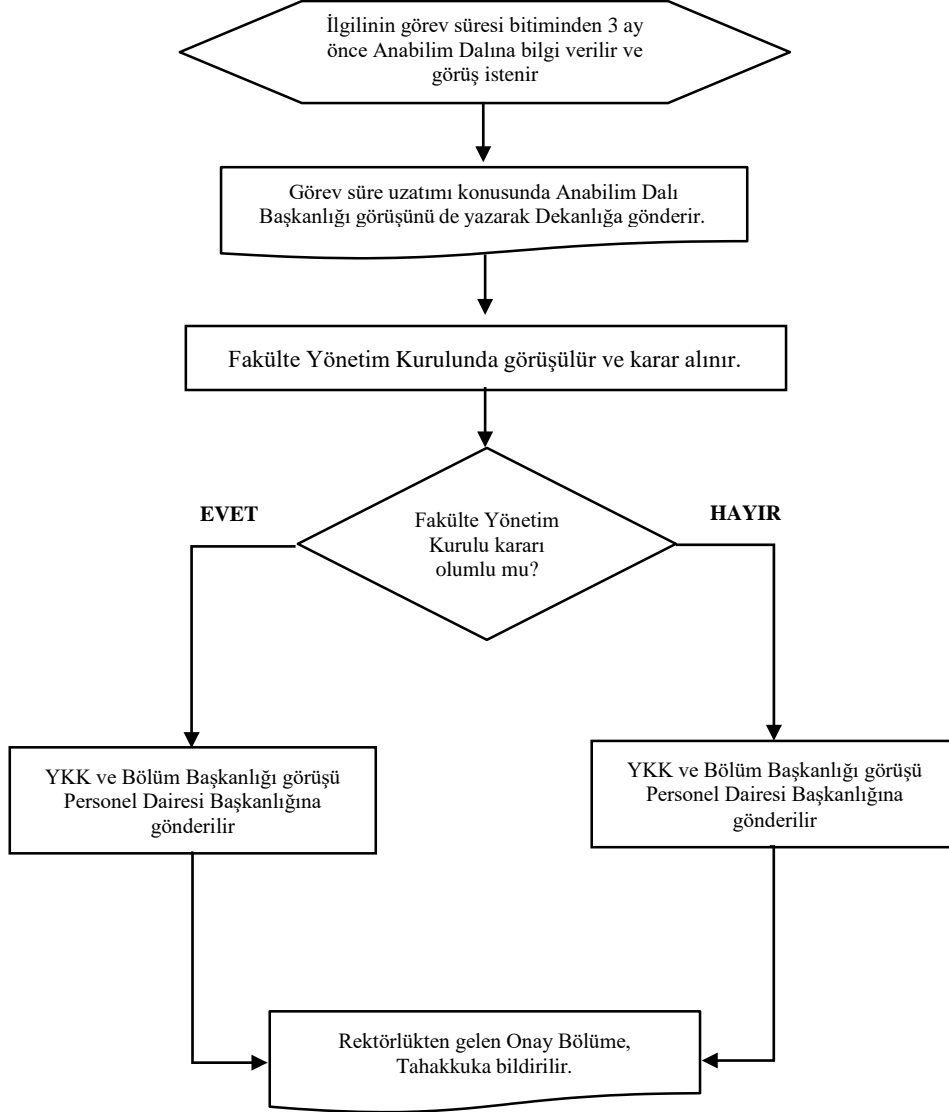 İlgilinin görev süresi bitiminden 3 ay
önce Anabilim Dalına bilgi verilir ve
görüş istenir
Görev süre uzatımı konusunda Anabilim Dalı
Başkanlığı görüşünü de yazarak Dekanlığa gönderir.
Fakülte Yönetim Kurulunda görüşülür ve karar alınır.
Fakülte Yönetim
Kurulu kararı
olumlu mu?
EVET
HAYIR
YKK ve Bölüm Başkanlığı görüşü
Personel Dairesi Başkanlığına
gönderilir
YKK ve Bölüm Başkanlığı görüşü
Personel Dairesi Başkanlığına
gönderilir
Rektörlükten gelen Onay Bölüme,
Tahakkuka bildirilir.